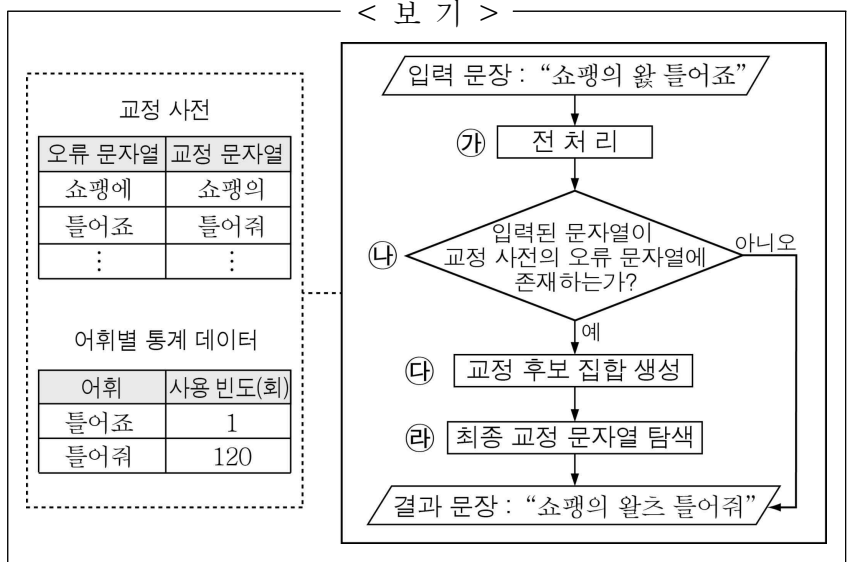 < 보 기 >
교정 사전
오류 문자열 교정 문자열
쇼팽에 쇼팽의
틀어죠 틀어줘
⋮ ⋮
어휘별 통계 데이터
어휘 사용 빈도(회)
틀어죠 1
틀어줘 120
입력 문장 : “쇼팽의 왌 틀어죠”
㉮ 전 처 리
㉯ 입력된 문자열이
교정 사전의 오류 문자열에
존재하는가?
아니오
예
㉰ 교정 후보 집합 생성
㉱ 최종 교정 문자열 탐색
결과 문장 : “쇼팽의 왈츠 틀어줘”